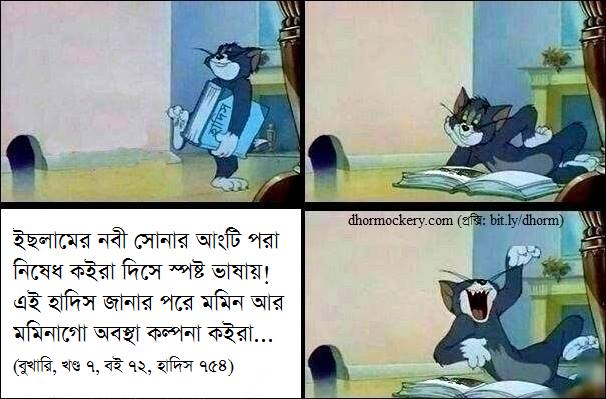 হাদিস
dhormockery.com (প্রক্সি: bit.ly/dhorm)
ইছলামের নবী সোনার আংটি পরা
নিষেধ কইরা দিসে স্পষ্ট ভাষায়!
এই হাদিস জানার পরে মমিন আর
মমিনাগো অবস্থা কল্পনা কইরা...
(বুখারি, খণ্ড ৭, বই ৭২, হাদিস ৭৫৪)